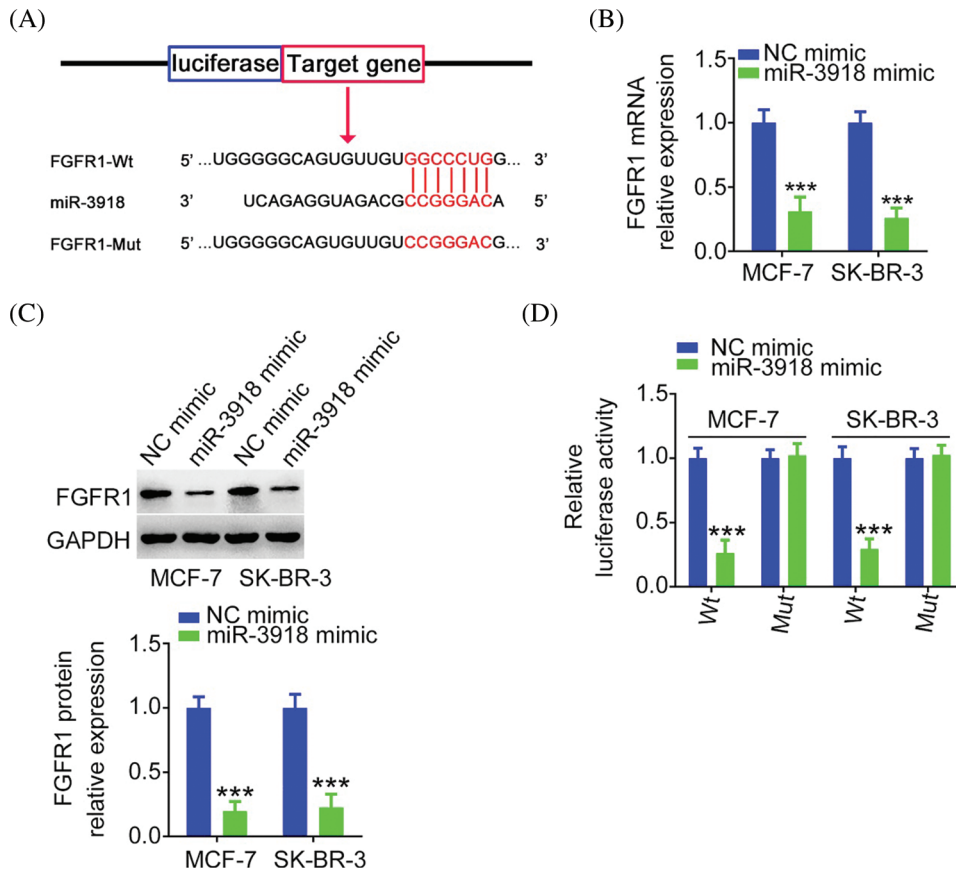 (A)
luciferase Target gene
FGFR1-Wt 5’ ...UGGGGGCAGUGUUGUGGCCCUGG... 3’
miR-3918 3’ UCAGAGGUAGACGCCGGGACA 5’
FGFR1-Mut 5’ ...UGGGGGCAGUGUUGUCCGGGACG... 3’
(B)
NC mimic
miR-3918 mimic
FGFR1 mRNA
relative expression
1.5
1.0
0.5
0.0
***
***
MCF-7 SK-BR-3
(C)
NC mimic miR-3918 mimic NC mimic miR-3918 mimic
FGFR1
GAPDH
MCF-7 SK-BR-3
NC mimic
miR-3918 mimic
FGFR1 protein
relative expression
1.5
1.0
0.5
0.0
***
***
MCF-7 SK-BR-3
(D)
NC mimic
miR-3918 mimic
Relative
luciferase activity
1.5
1.0
0.5
0.0
MCF-7 SK-BR-3
***
***
Wt Mut Wt Mut